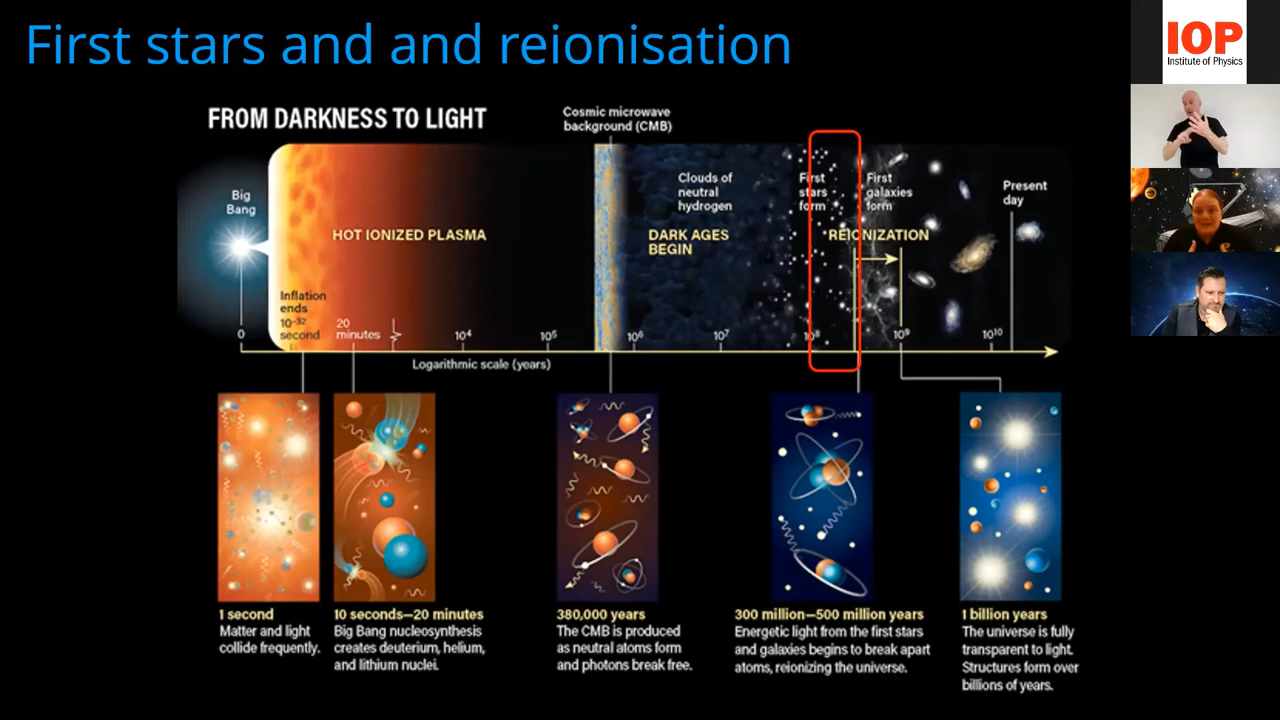 First stars and and reionisation
IOP
Institute of Physics
FROM DARKNESS TO LIGHT
Cosmic microwave
background (CMB)
Big
Bang
HOT IONIZED PLASMA
Clouds of
neutral
hydrogen
DARK AGES
BEGIN
First
stars
form
First
galaxies
form
REIONIZATION
Present
day
Inflation
ends
10⁻³²
second
20
minutes
0
10⁴
10⁵
10⁶
10⁷
10⁸
10⁹
10¹⁰
Logarithmic scale (years)
1 second
Matter and light
collide frequently.
10 seconds—20 minutes
Big Bang nucleosynthesis
creates deuterium, helium,
and lithium nuclei.
380,000 years
The CMB is produced
as neutral atoms form
and photons break free.
300 million—500 million years
Energetic light from the first stars
and galaxies begins to break apart
atoms, reionizing the universe.
1 billion years
The universe is fully
transparent to light.
Structures form over
billions of years.